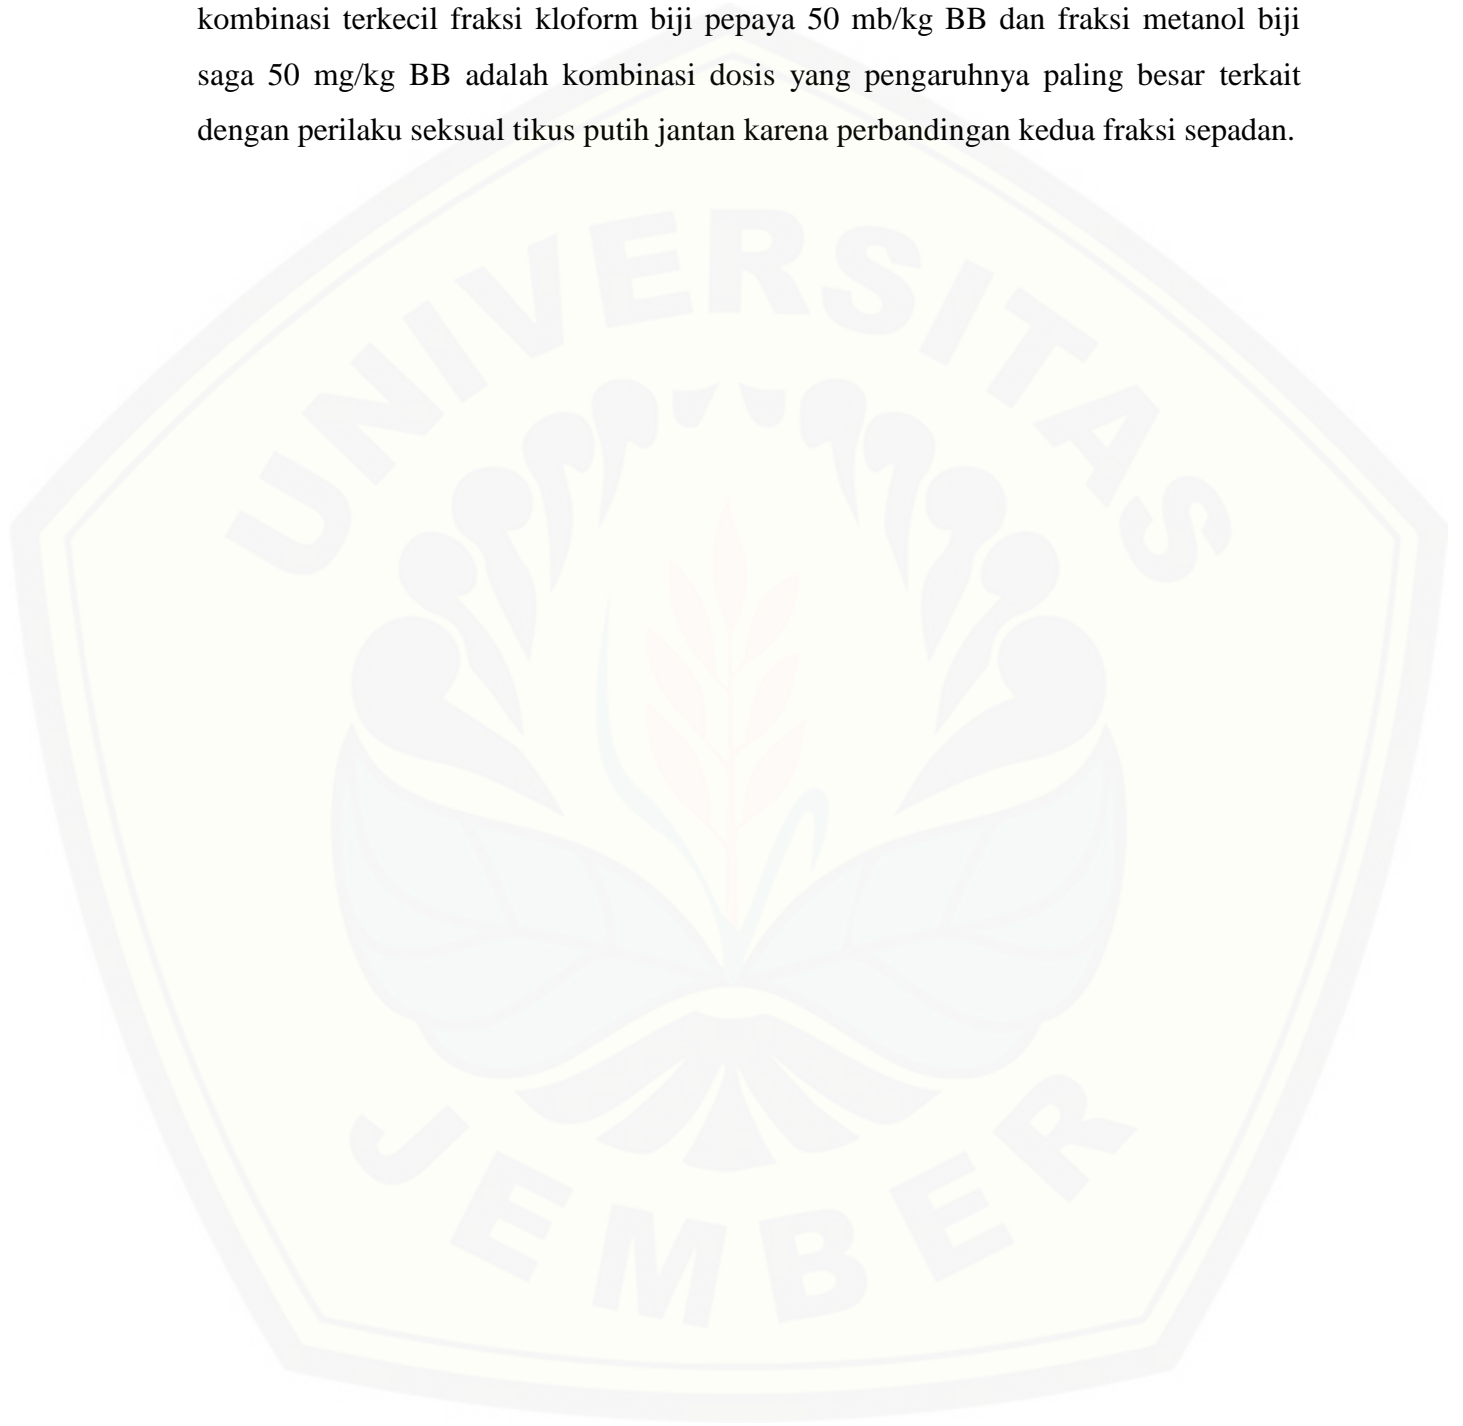 kombinasi terkecil fraksi kloform biji pepaya 50 mb/kg BB dan fraksi metanol biji
saga 50 mg/kg BB adalah kombinasi dosis yang pengaruhnya paling besar terkait
dengan perilaku seksual tikus putih jantan karena perbandingan kedua fraksi sepadan.
UNIVERSITAS
JEMBER